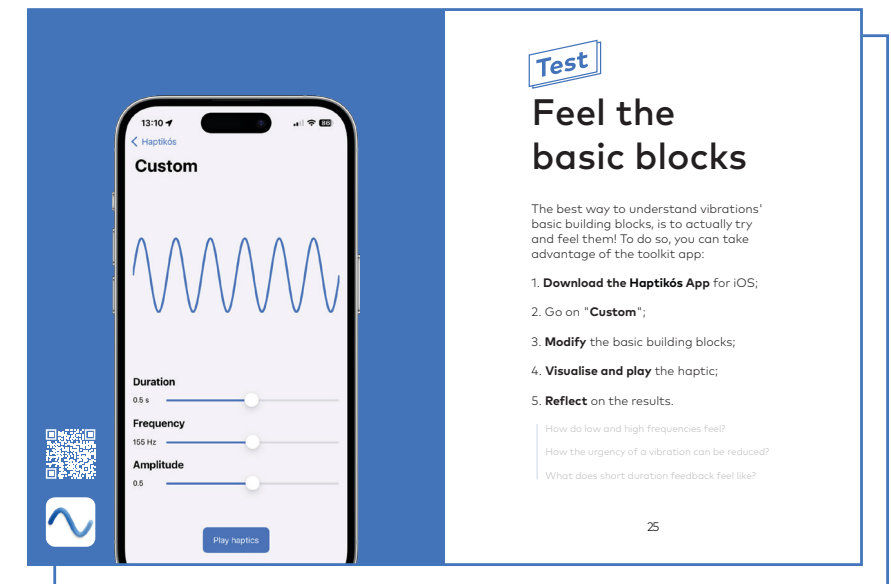 13:10
86
Haptikós
Custom
Duration
0.5 s
Frequency
155 Hz
Amplitude
0.5
Play haptics
Test
Feel the
basic blocks
The best way to understand vibrations'
basic building blocks, is to actually try
and feel them! To do so, you can take
advantage of the toolkit app:
1. Download the Haptikós App for iOS;
2. Go on "Custom";
3. Modify the basic building blocks;
4. Visualise and play the haptic;
5. Reflect on the results.
How do low and high frequencies feel?
How the urgency of a vibration can be reduced?
What does short duration feedback feel like?
25